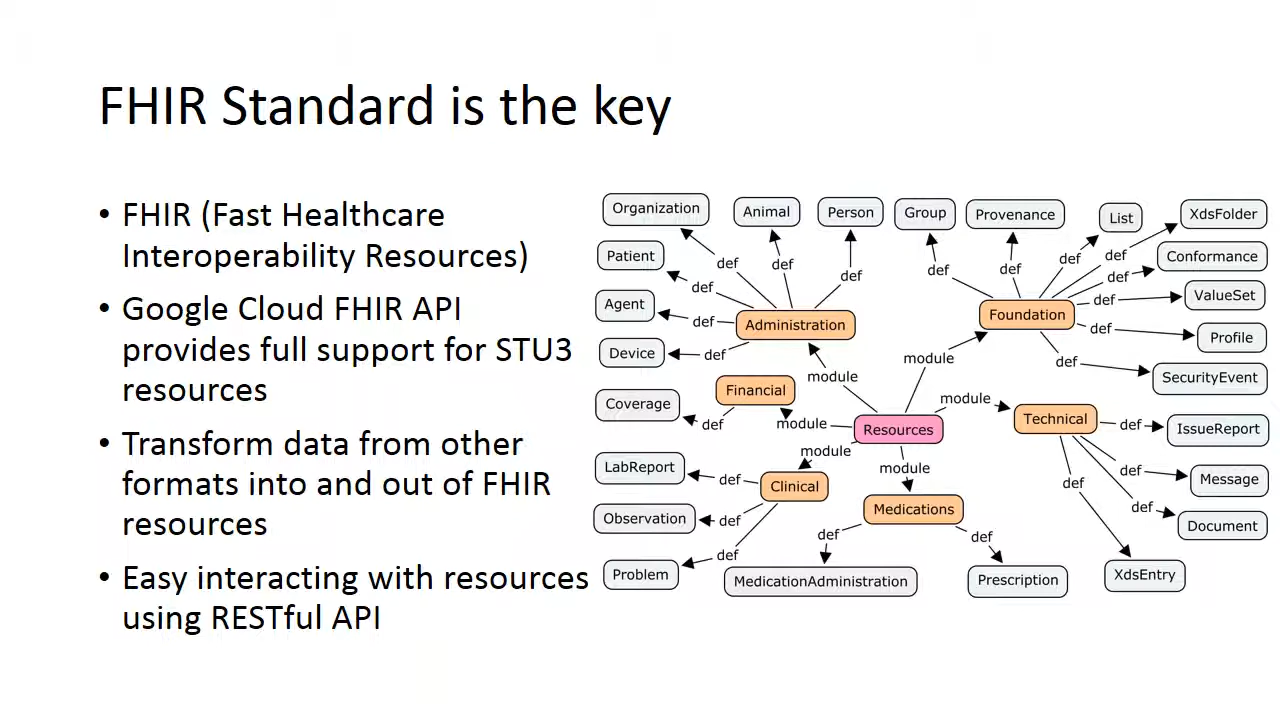 FHIR Standard is the key
• FHIR (Fast Healthcare
Interoperability Resources)
• Google Cloud FHIR API
provides full support for STU3
resources
• Transform data from other
formats into and out of FHIR
resources
• Easy interacting with resources
using RESTful API
Organization
Animal
Person
Group
Provenance
List
XdsFolder
Patient
def
def
def
def
def
def
def
Conformance
Agent
def
def
def
ValueSet
Administration
Foundation
def
Device
def
def
Profile
module
module
def
SecurityEvent
Financial
Coverage
def
module
Resources
module
Technical
def
IssueReport
LabReport
module
def
Clinical
module
def
Message
def
Medications
def
Document
Observation
def
def
def
Problem
def
MedicationAdministration
Prescription
XdsEntry